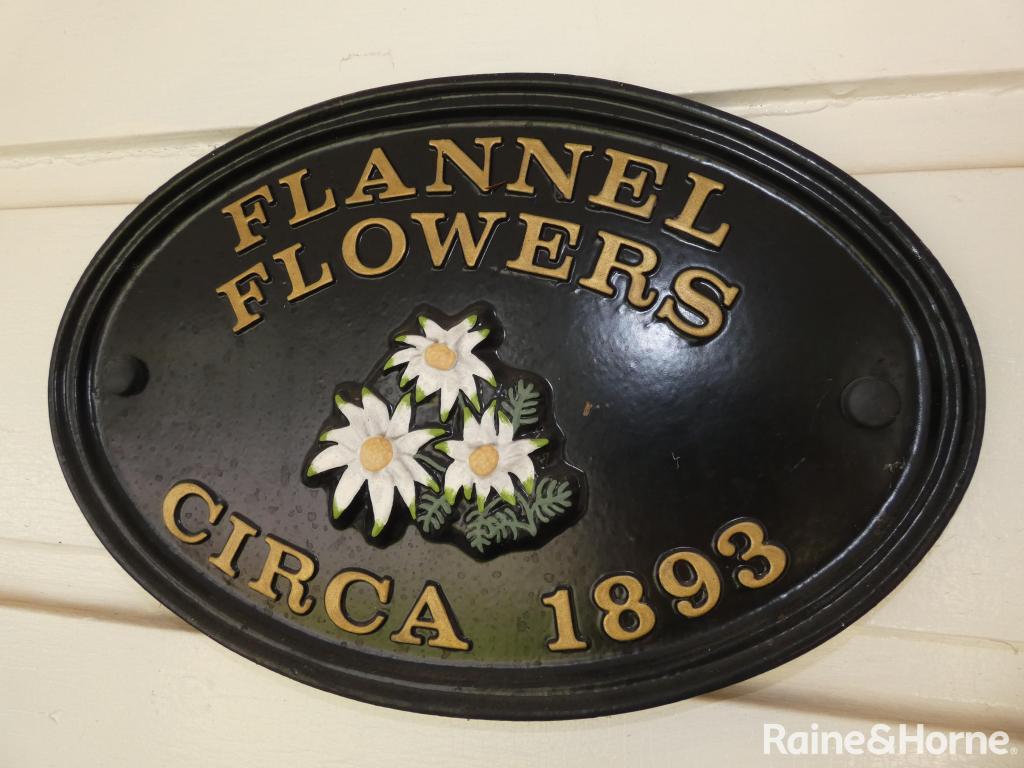 FLANNEL
FLOWERS
CIRCA 1893
Raine&Horne®